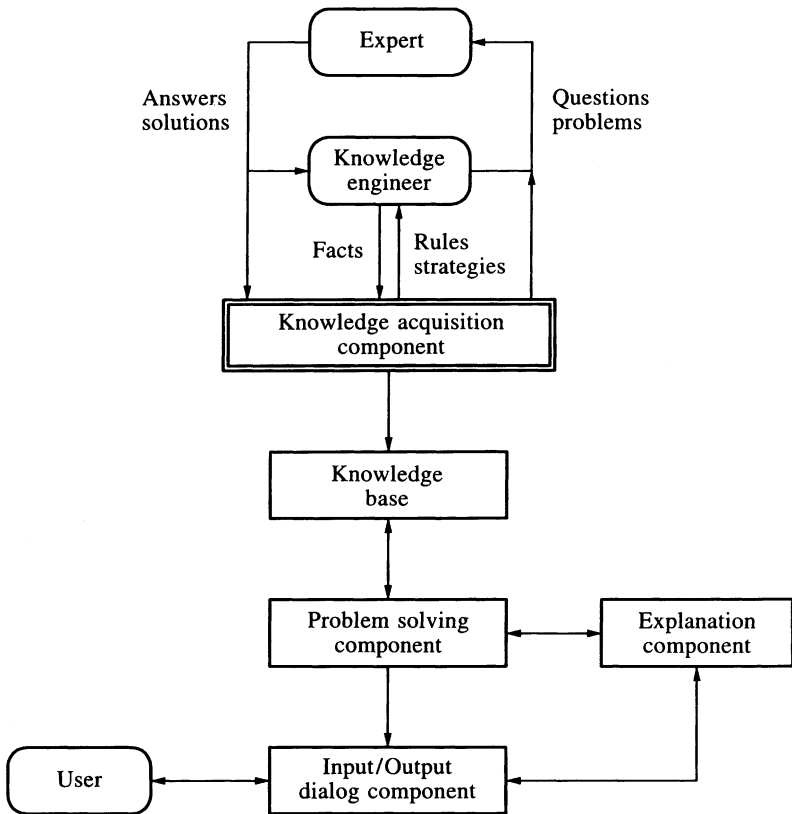 Expert
Answers
solutions
Questions
problems
Knowledge
engineer
Facts
Rules
strategies
Knowledge acquisition
component
Knowledge
base
Problem solving
component
Explanation
component
User
Input/Output
dialog component